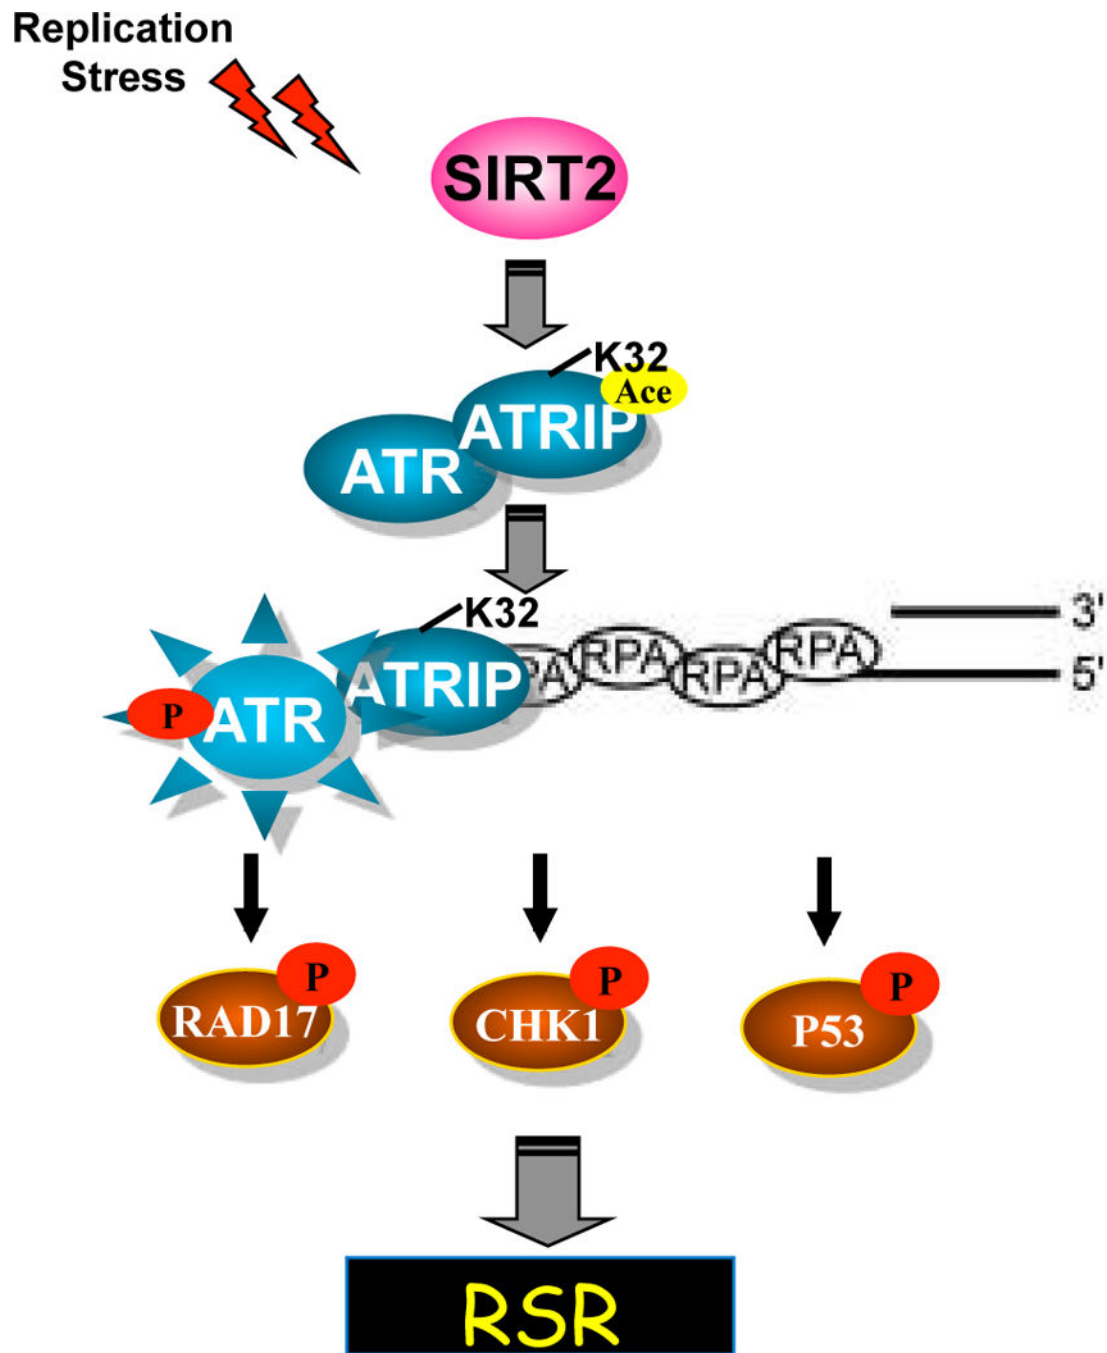 Replication
Stress
SIRT2
K32
Ace
ATRIP
ATR
K32
3'
RPA
RPA
RPA
PA
5'
ATRIP
P
ATR
P
P
P
RAD17
CHK1
P53
RSR